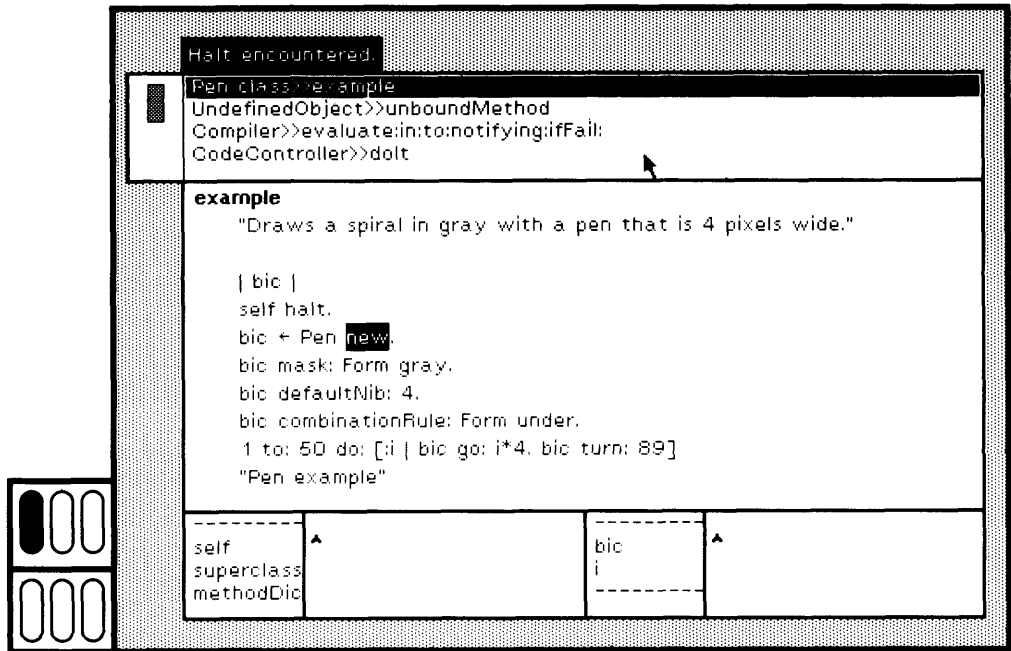 Halt encountered.
Pen class>>example
UndefinedObject>>unboundMethod
Compiler>>evaluate:in:to:notifying:ifFail:
CodeController>>doIt
example
"Draws a spiral in gray with a pen that is 4 pixels wide."
| bic |
self halt.
bic ← Pen new.
bic mask: Form gray.
bic defaultNib: 4.
bic combinationRule: Form under.
1 to: 50 do: [:i | bic go: i*4. bic turn: 89]
"Pen example"
self
superclass
methodDic
bic
i